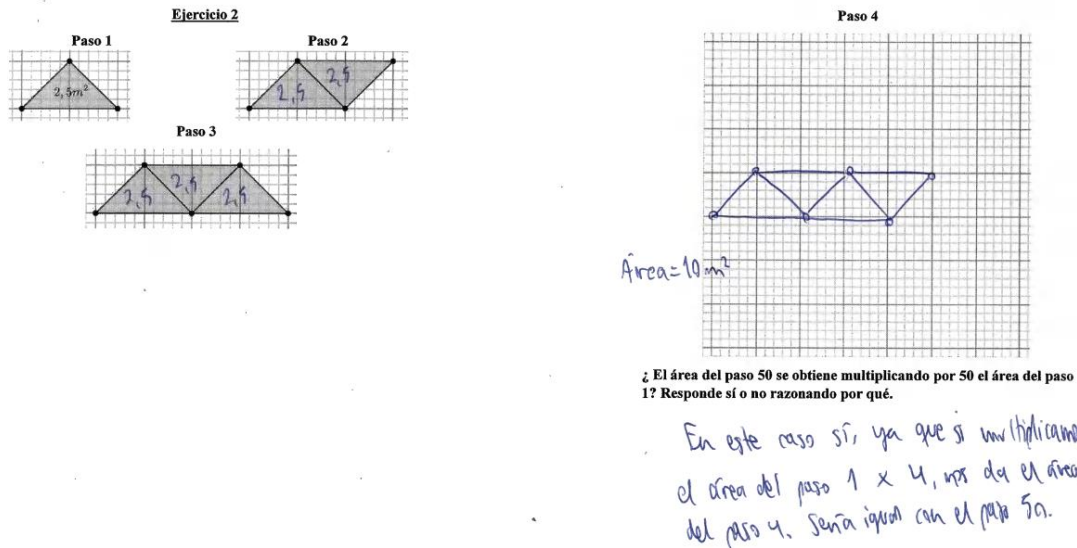 Ejercicio 2
Paso 1
Paso 2
2,5m²
2,5
2,5
Paso 3
2,5
2,5
2,5
Paso 4
Área=10 m²
¿ El área del paso 50 se obtiene multiplicando por 50 el área del paso
1? Responde sí o no razonando por qué.
En este caso sí, ya que si multiplicamo
el área del paso 1 x 4, nos da el área
del paso 4. Sería igual con el paso 50.